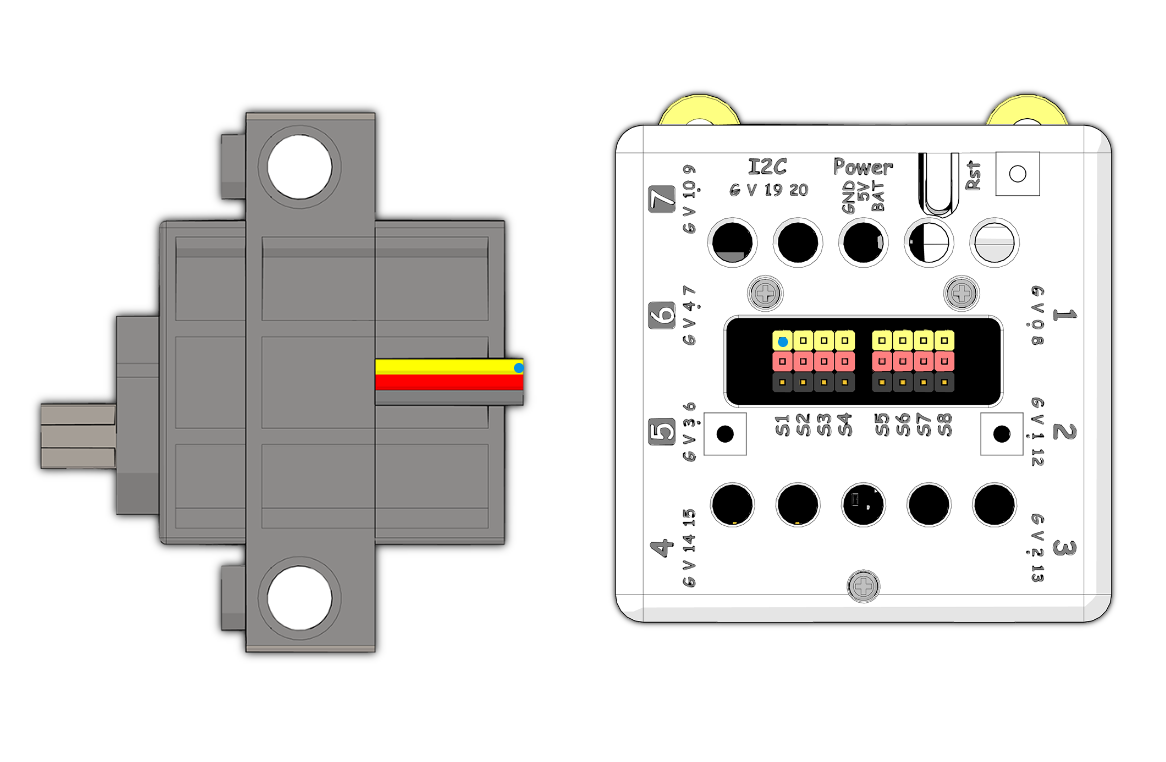 I2C
G V 19 20
Power
GND
5V
BAT
Rst
7
G V 10 9
6
G V 4 7
5
G V 3 6
4
G V 14 15
1
G V 0 8
2
G V 1 12
3
G V 2 13
S1 S2 S3 S4 S5 S6 S7 S8